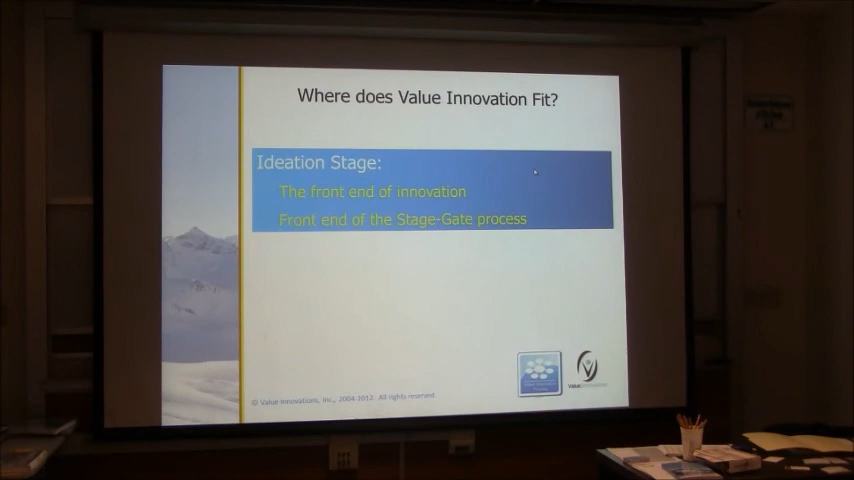 Where does Value Innovation Fit?
Ideation Stage:
The front end of innovation
Front end of the Stage-Gate process
© Value Innovations, Inc., 2004-2012. All rights reserved.